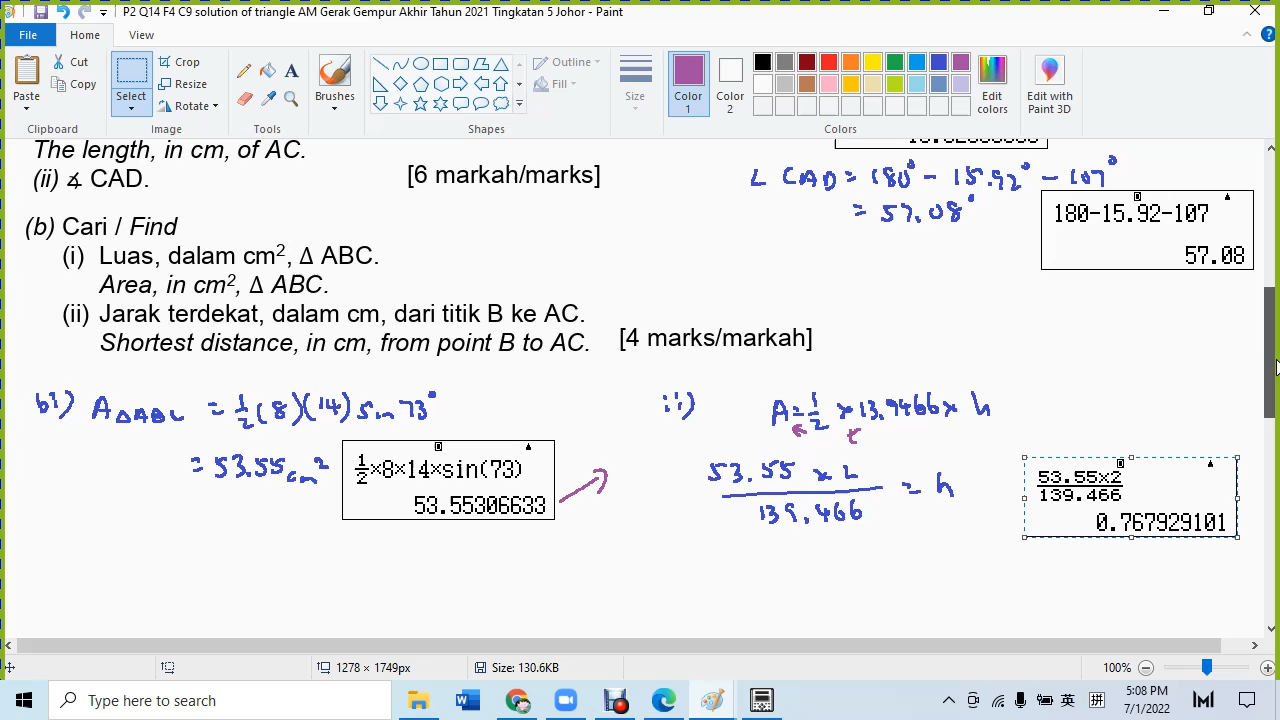 P2 Q14 F4 C9 solution of triangle AM Gerak Gempur Akhir Tahun 2021 Tingkatan 5 Johor - Paint
File Home View
Paste Cut Copy Select Crop Resize Rotate Brushes Outline Fill Size Color 1 Color 2 Edit colors Edit with Paint 3D
Clipboard Image Tools Shapes Colors
The length, in cm, of AC.
(ii) ∡ CAD. [6 markah/marks]
∠ CAD = 180° - 15.92° - 107°
= 57.08°
180-15.92-107
57.08
(b) Cari / Find
(i) Luas, dalam cm², Δ ABC.
Area, in cm², Δ ABC.
(ii) Jarak terdekat, dalam cm, dari titik B ke AC.
Shortest distance, in cm, from point B to AC. [4 marks/markah]
bi) A△ABC = 1/2 (8)(14) sin 73°
= 53.55cm²
1/2×8×14×sin(73)
53.55306633
ii) A = 1/2 × 13.9466 × h
53.55 × 2 / 139.466 = h
53.55×2 / 139.466
0.767929101
1278 × 1749px Size: 130.6KB 100%
Type here to search
英 拼 5:08 PM
7/1/2022